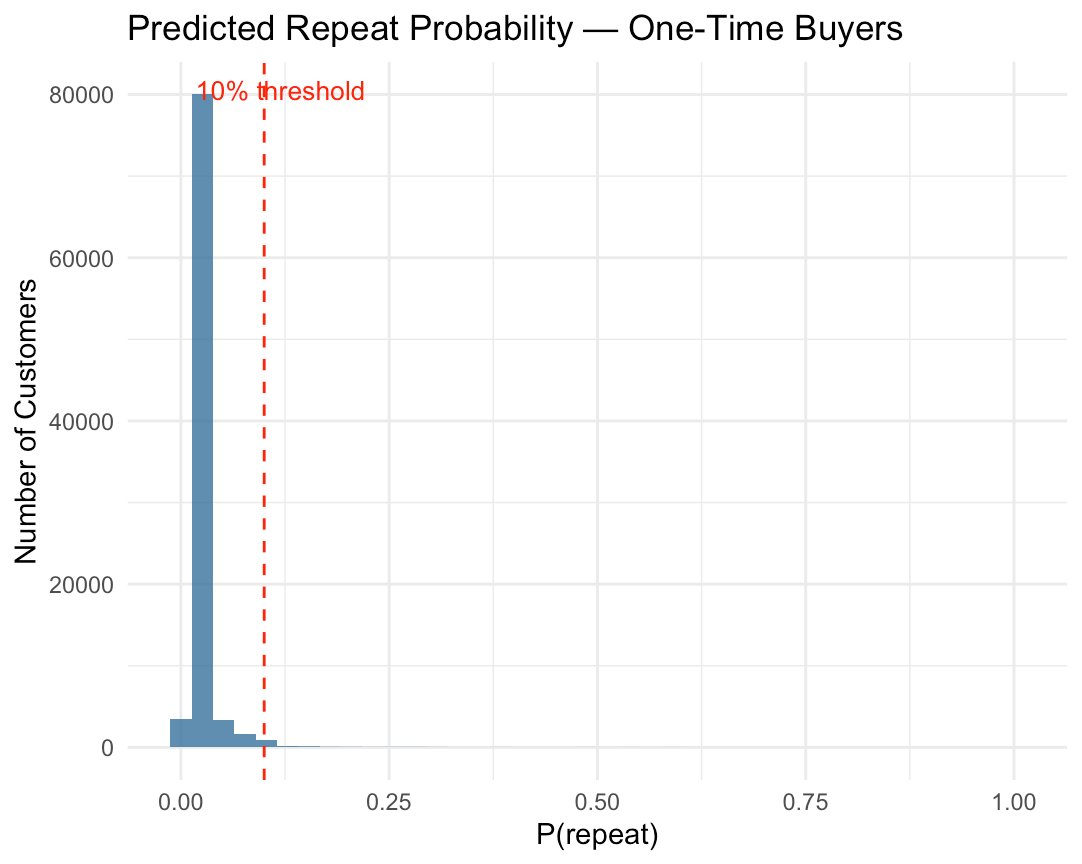 Predicted Repeat Probability — One-Time Buyers
10% threshold
80000
60000
40000
20000
0
Number of Customers
0.00 0.25 0.50 0.75 1.00
P(repeat)